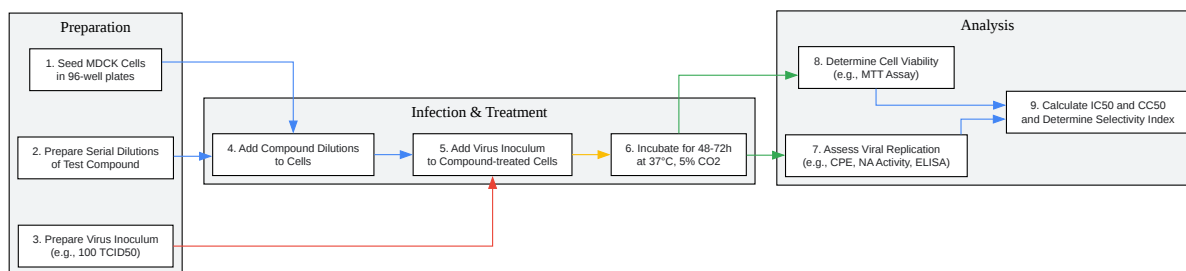 Preparation
1. Seed MDCK Cells
in 96-well plates
2. Prepare Serial Dilutions
of Test Compound
3. Prepare Virus Inoculum
(e.g., 100 TCID50)
Infection & Treatment
4. Add Compound Dilutions
to Cells
5. Add Virus Inoculum
to Compound-treated Cells
6. Incubate for 48-72h
at 37°C, 5% CO2
Analysis
8. Determine Cell Viability
(e.g., MTT Assay)
7. Assess Viral Replication
(e.g., CPE, NA Activity, ELISA)
9. Calculate IC50 and CC50
and Determine Selectivity Index